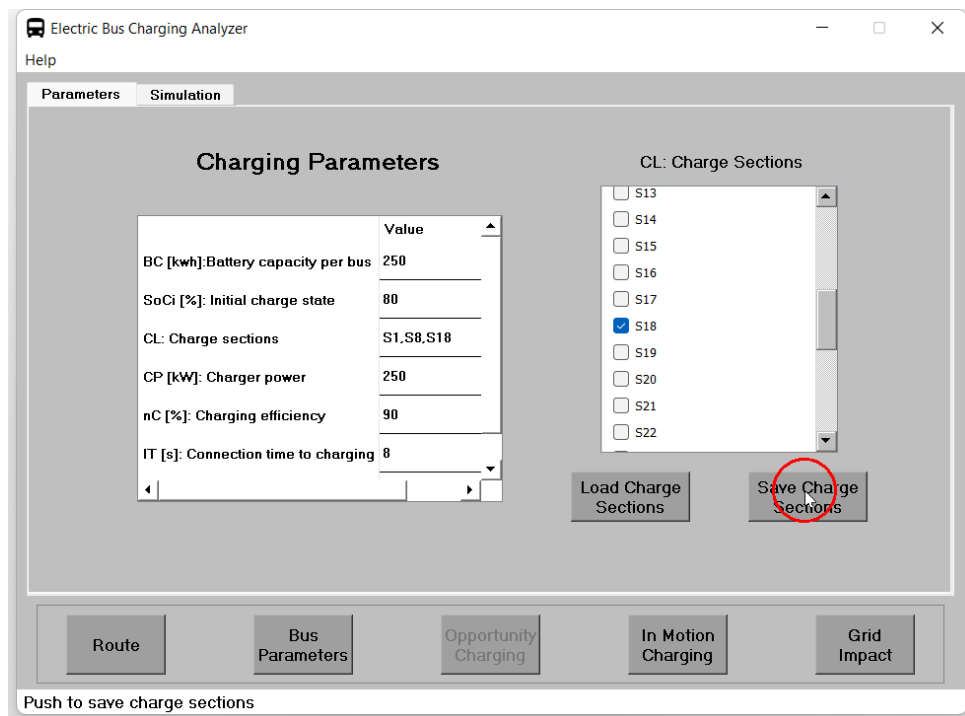 Electric Bus Charging Analyzer
Help
Parameters
Simulation
Charging Parameters
Value
BC [kwh]:Battery capacity per bus
250
SoCi [%]: Initial charge state
80
CL: Charge sections
S1,S8,S18
CP [kW]: Charger power
250
nC [%]: Charging efficiency
90
IT [s]: Connection time to charging
8
CL: Charge Sections
S13
S14
S15
S16
S17
S18
S19
S20
S21
S22
Load Charge
Sections
Save Charge
Sections
Route
Bus
Parameters
Opportunity
Charging
In Motion
Charging
Grid
Impact
Push to save charge sections